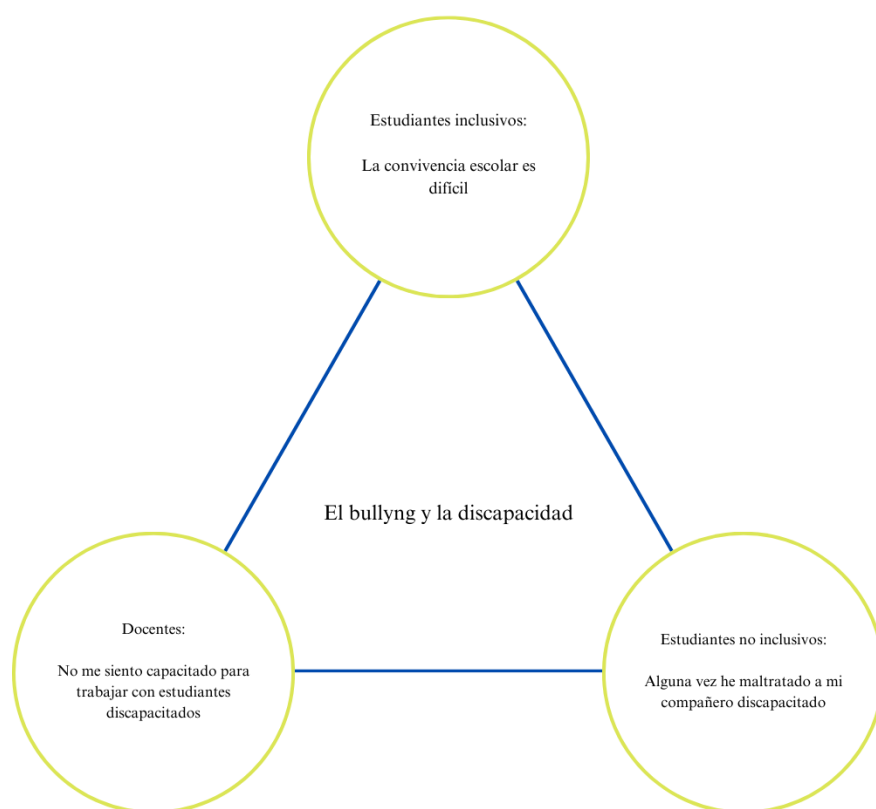 Estudiantes inclusivos:
La convivencia escolar es
difícil
El bullyng y la discapacidad
Docentes:
No me siento capacitado para
trabajar con estudiantes
discapacitados
Estudiantes no inclusivos:
Alguna vez he maltratado a mi
compañero discapacitado